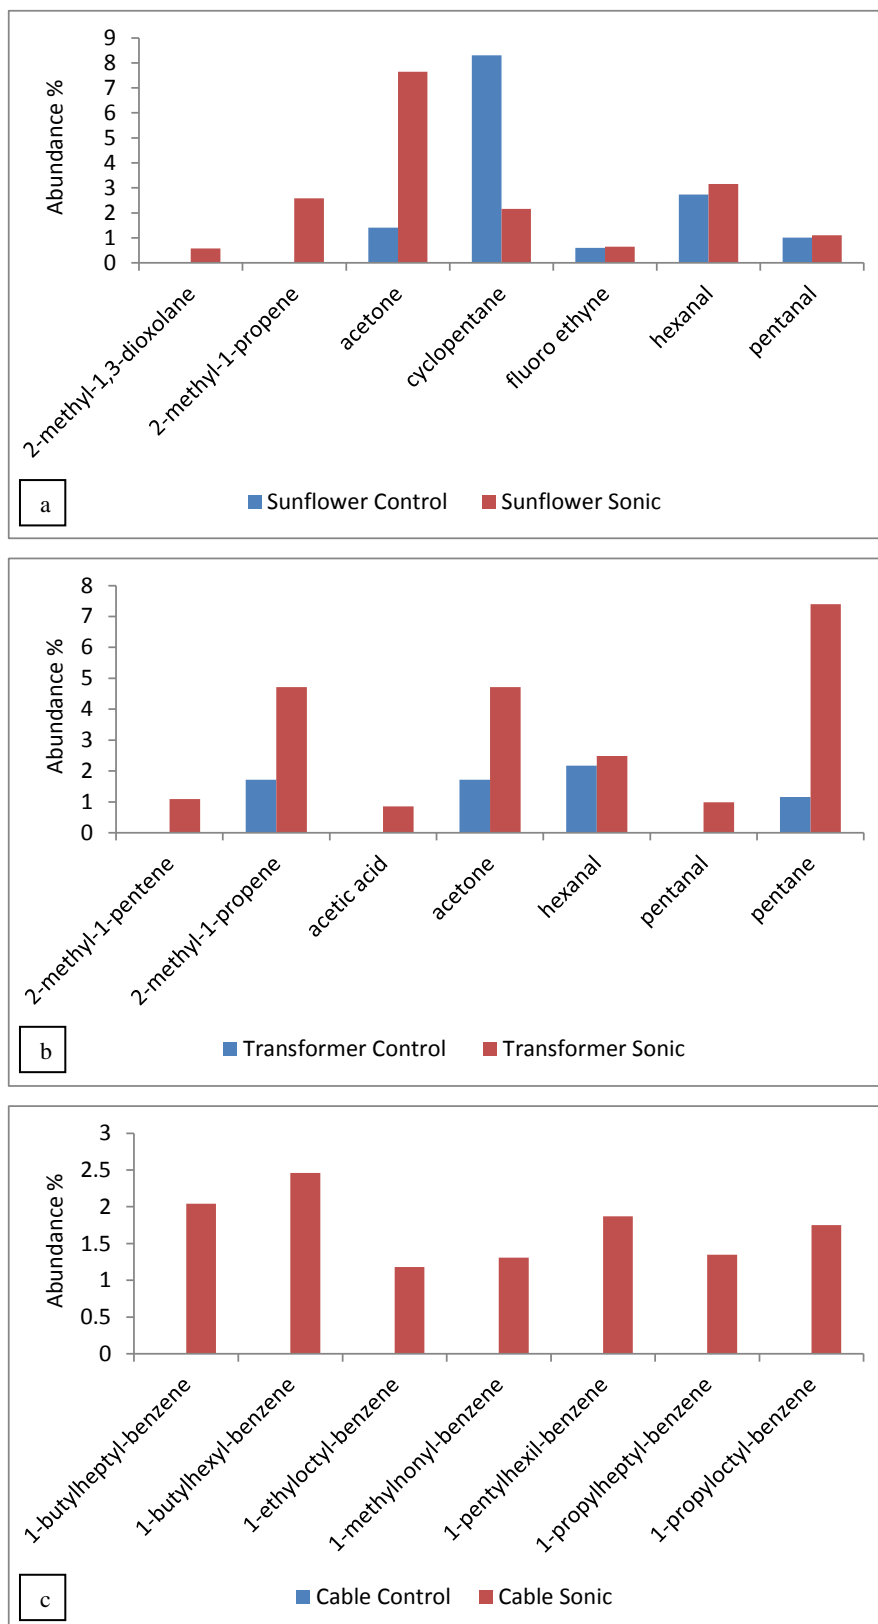 Abundance %
9
8
7
6
5
4
3
2
1
0
2-methyl-1,3-dioxolane
2-methyl-1-propene
acetone
cyclopentane
fluoro ethyne
hexanal
pentanal
a
Sunflower Control
Sunflower Sonic
Abundance %
8
7
6
5
4
3
2
1
0
2-methyl-1-pentene
2-methyl-1-propene
acetic acid
acetone
hexanal
pentanal
pentane
b
Transformer Control
Transformer Sonic
Abundance %
3
2.5
2
1.5
1
0.5
0
1-butylheptyl-benzene
1-butylhexyl-benzene
1-ethyloctyl-benzene
1-methylnonyl-benzene
1-pentylhexil-benzene
1-propylheptyl-benzene
1-propyloctyl-benzene
c
Cable Control
Cable Sonic